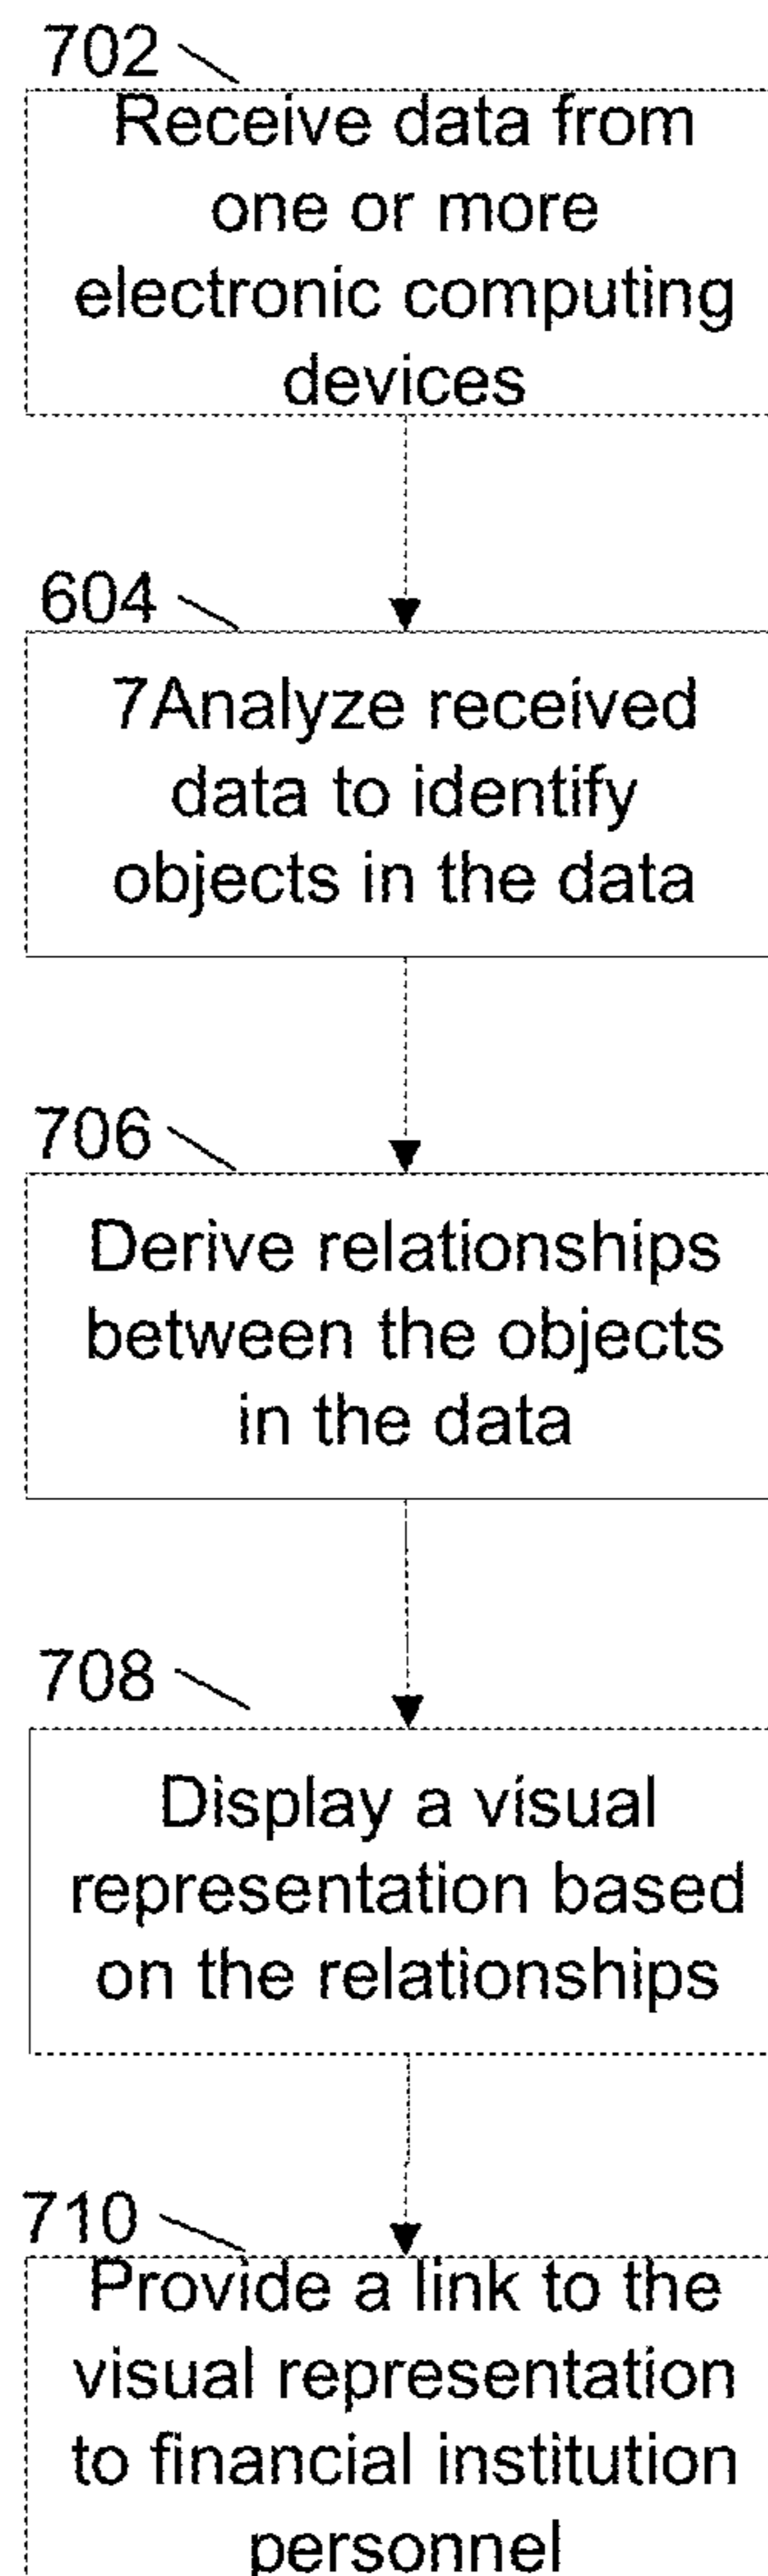 702
Receive data from
one or more
electronic computing
devices
604
7Analyze received
data to identify
objects in the data
706
Derive relationships
between the objects
in the data
708
Display a visual
representation based
on the relationships
710
Provide a link to the
visual representation
to financial institution
personnel